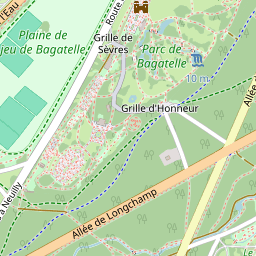 l'Eau
Route
Plaine de
jeu de Bagatelle
Grille de
Sèvres
Parc de
Bagatelle
10 m
Grille d'Honneur
Allée
à Neuilly
Allée de Longchamp